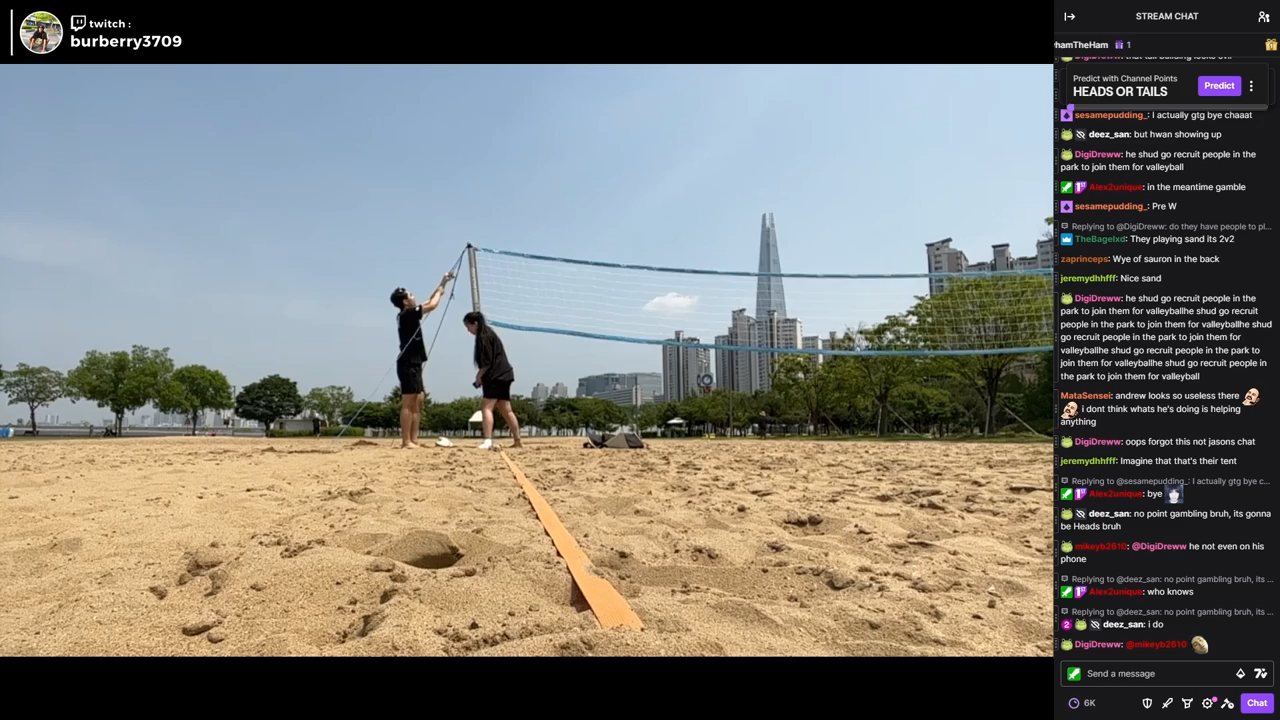 twitch :
burberry3709
STREAM CHAT
hamTheHam 1
Predict with Channel Points
HEADS OR TAILS
Predict
sesamepudding_: I actually gtg bye chaaat
deez_san: but hwan showing up
DigiDreww: he shud go recruit people in the
park to join them for valleyball
Alex2unique: in the meantime gamble
sesamepudding_: Pre W
Replying to @DigiDreww: do they have people to pl...
TheBagelxd: They playing sand its 2v2
zaprinceps: Wye of sauron in the back
jeremydhhfff: Nice sand
DigiDreww: he shud go recruit people in the
park to join them for valleyballhe shud go recruit
people in the park to join them for valleyballhe shud
go recruit people in the park to join them for
valleyballhe shud go recruit people in the park to
join them for valleyballhe shud go recruit people in
the park to join them for valleyball
MataSensei: andrew looks so useless there
i dont think whats he's doing is helping
anything
DigiDreww: oops forgot this not jasons chat
jeremydhhfff: Imagine that that's their tent
Replying to @sesamepudding_: I actually gtg bye c...
Alex2unique: bye
deez_san: no point gambling bruh, its gonna
be Heads bruh
mikeyb2610: @DigiDreww he not even on his
phone
Replying to @deez_san: no point gambling bruh, its ...
Alex2unique: who knows
Replying to @deez_san: no point gambling bruh, its ...
2 deez_san: i do
DigiDreww: @mikeyb2610
Send a message
6K
Chat